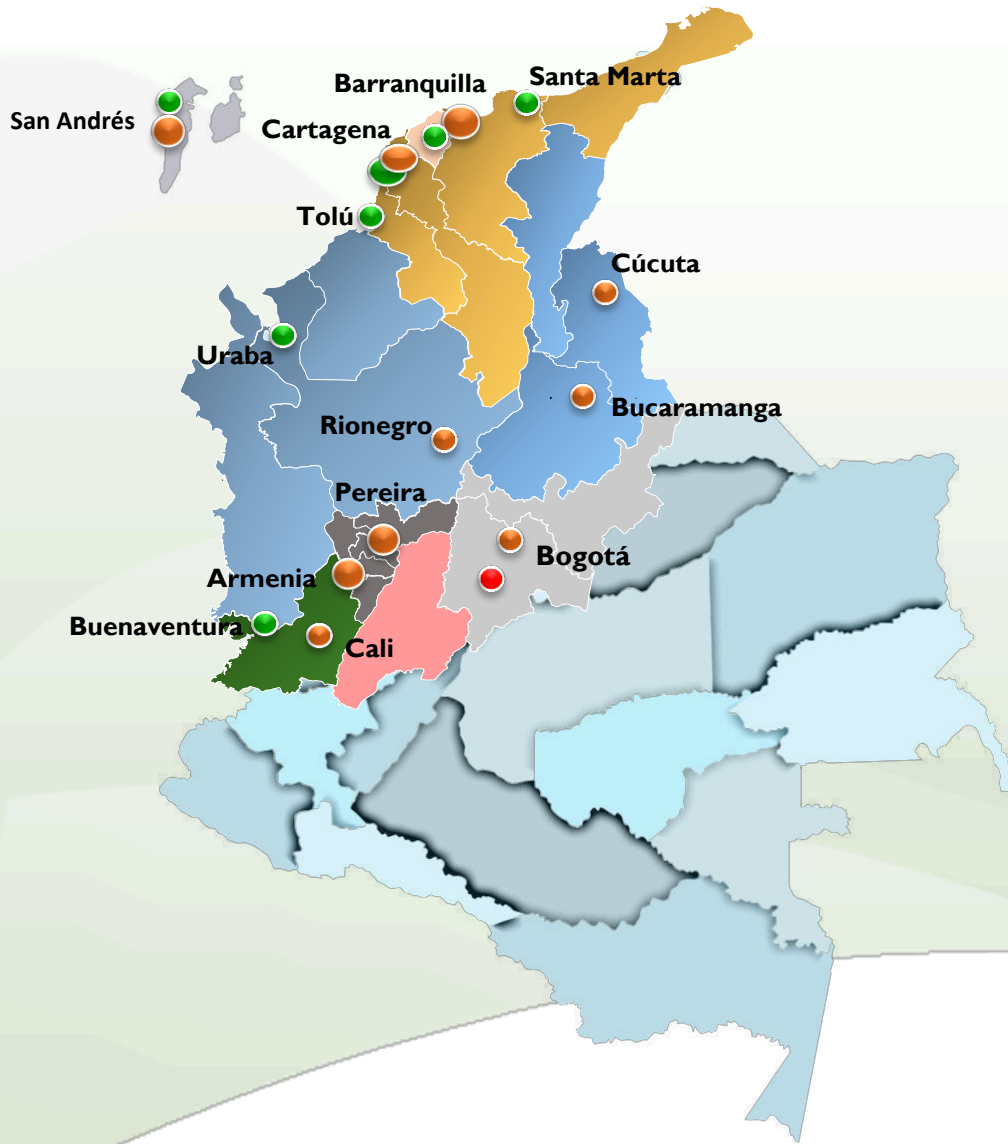 Barranquilla
Santa Marta
San Andrés
Cartagena
Tolú
Cúcuta
Uraba
Bucaramanga
Rionegro
Pereira
Bogotá
Armenia
Buenaventura
Cali